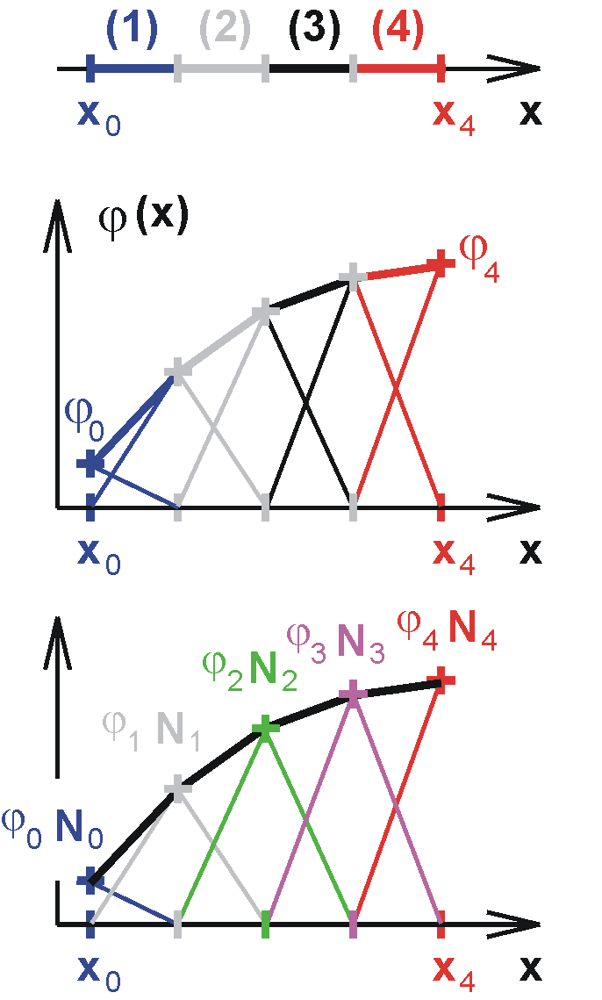 (1) (2) (3) (4)
x₀ x₄ x
φ(x)
φ₄
φ₀
x₀ x₄ x
φ₄ N₄
φ₃ N₃
φ₂ N₂
φ₁ N₁
φ₀ N₀
x₀ x₄ x